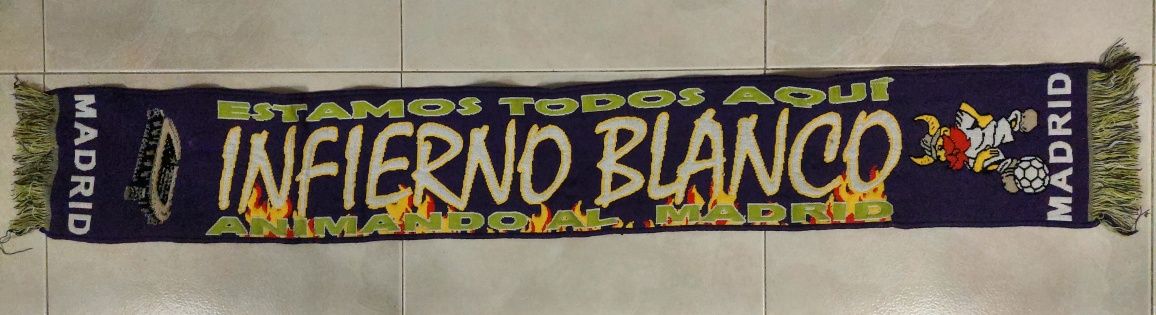 MADRID
ESTAMOS TODOS AQUÍ
INFIERNO BLANCO
ANIMANDO AL MADRID
MADRID